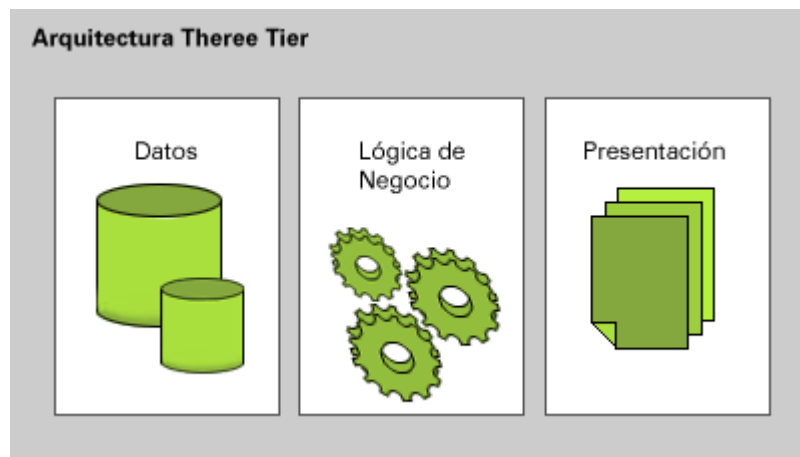 Arquitectura Theree Tier
Datos
Lógica de
Negocio
Presentación